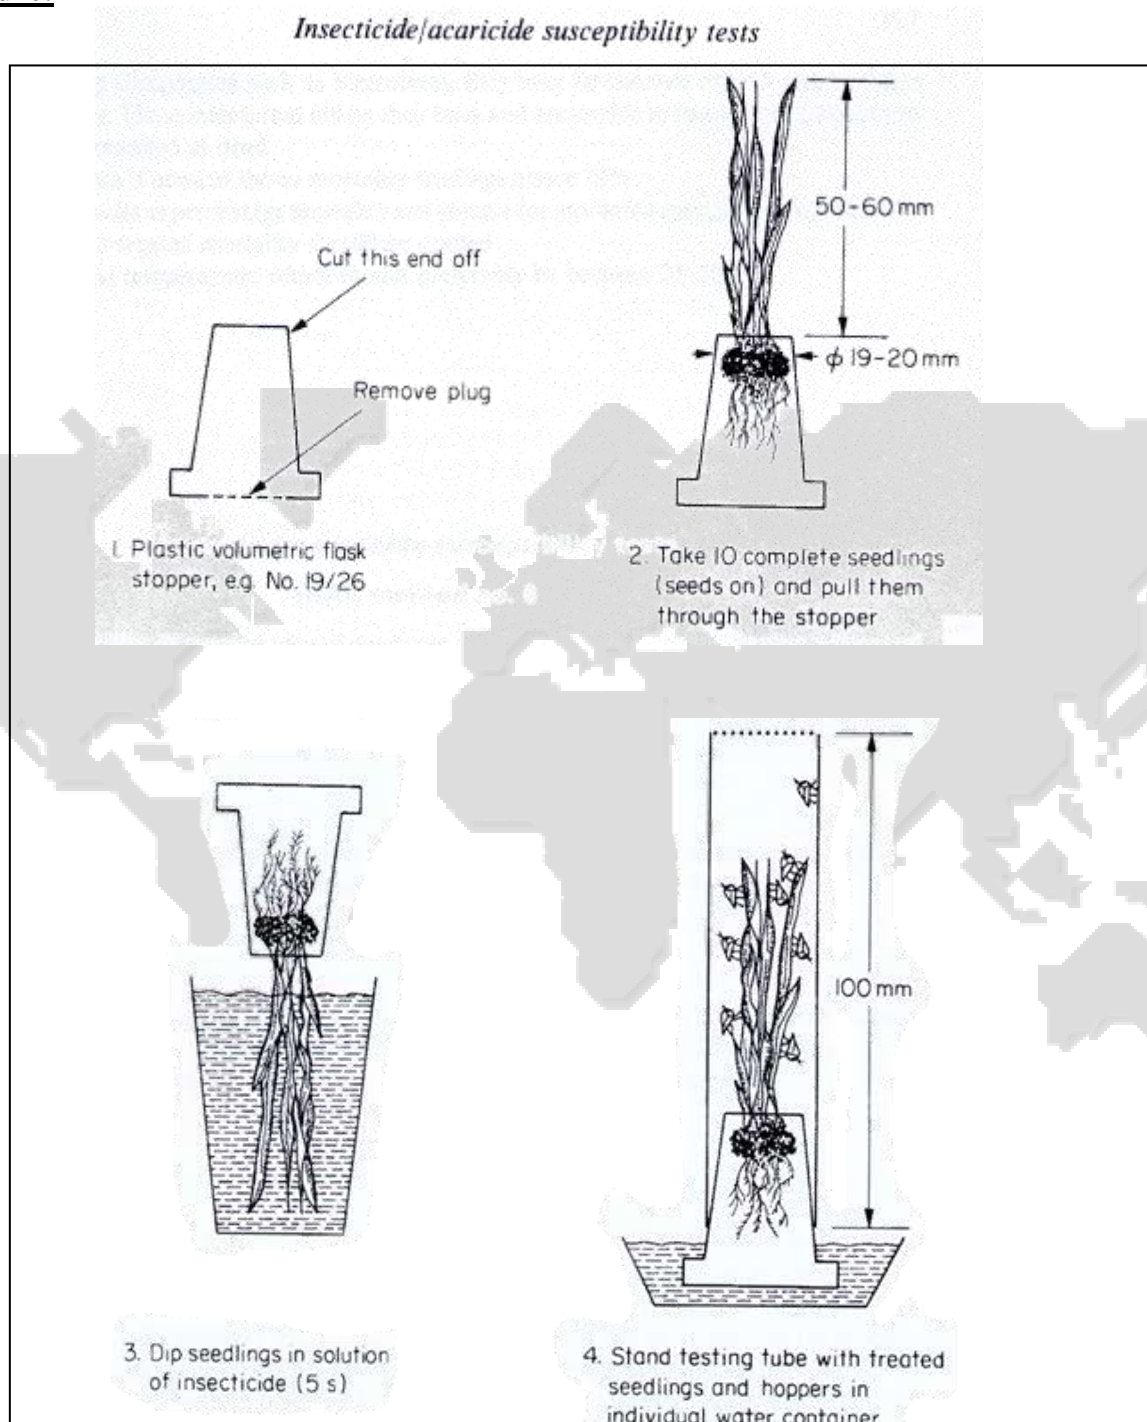 Insecticide/acaricide susceptibility tests
Cut this end off
Remove plug
1. Plastic volumetric flask
stopper, e.g. No. 19/26
50-60 mm
ϕ 19-20 mm
2. Take 10 complete seedlings
(seeds on) and pull them
through the stopper
3. Dip seedlings in solution
of insecticide (5 s)
100 mm
4. Stand testing tube with treated
seedlings and hoppers in
individual water container